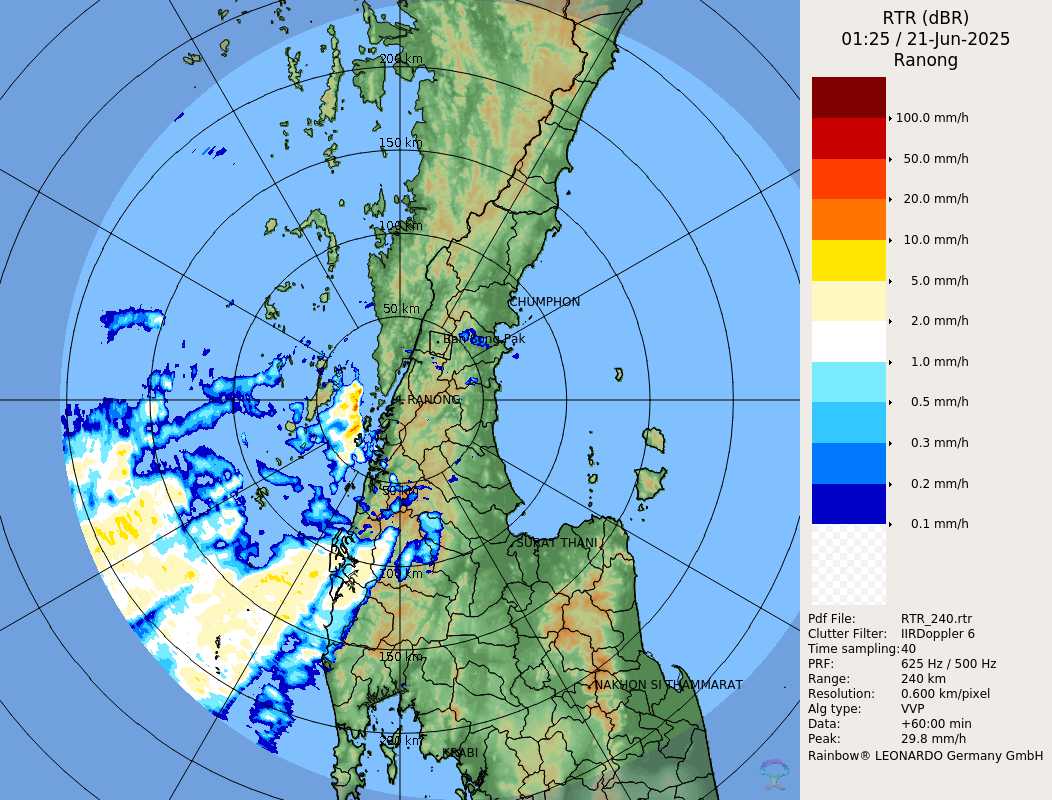 RTR (dBR)
01:25 / 21-Jun-2025
Ranong
100.0 mm/h
50.0 mm/h
20.0 mm/h
10.0 mm/h
5.0 mm/h
2.0 mm/h
1.0 mm/h
0.5 mm/h
0.3 mm/h
0.2 mm/h
0.1 mm/h
Pdf File: RTR_240.rtr
Clutter Filter: IIRDoppler 6
Time sampling:40
PRF: 625 Hz / 500 Hz
Range: 240 km
Resolution: 0.600 km/pixel
Alg type: VVP
Data: +60:00 min
Peak: 29.8 mm/h
Rainbow® LEONARDO Germany GmbH
200 km
150 km
100 km
50 km
CHUMPHON
RANONG
50 km
SURAT THANI
100 km
150 km
NAKHON SI THAMMARAT
200 km
KRABI